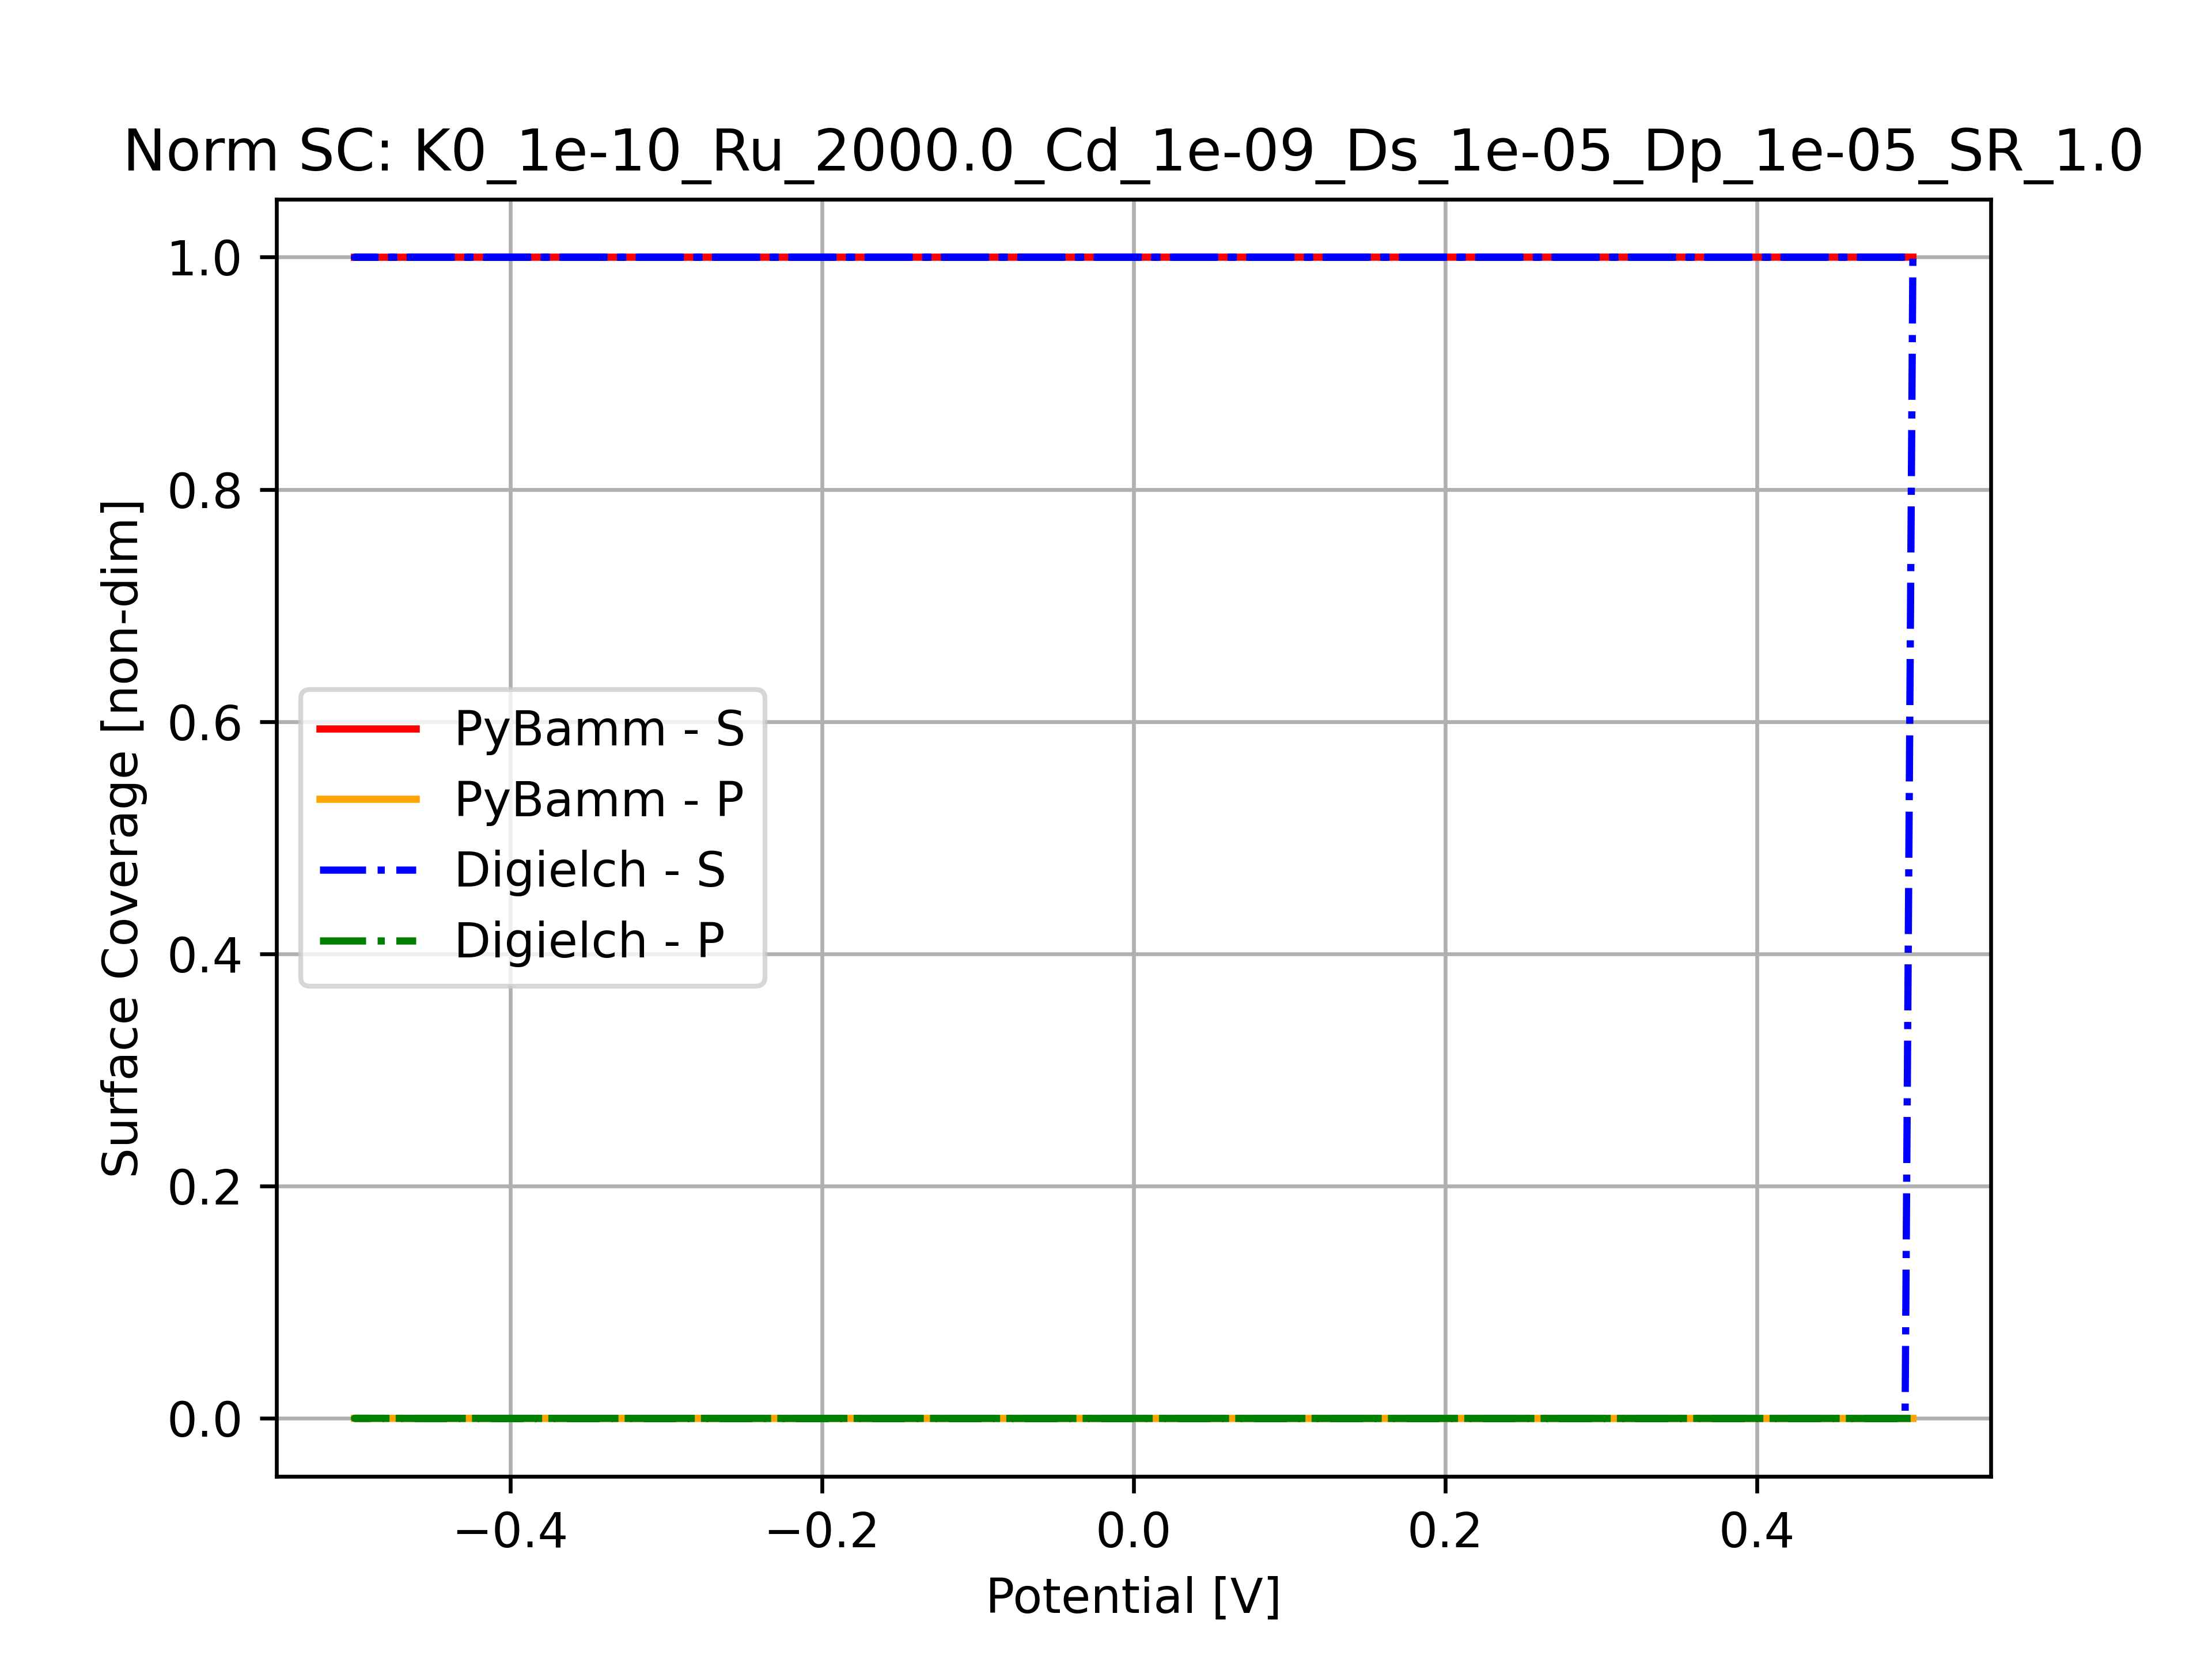 Norm SC: K0_1e-10_Ru_2000.0_Cd_1e-09_Ds_1e-05_Dp_1e-05_SR_1.0
Surface Coverage [non-dim]
1.0
0.8
0.6
0.4
0.2
0.0
PyBamm - S
PyBamm - P
Digielch - S
Digielch - P
−0.4 −0.2 0.0 0.2 0.4
Potential [V]